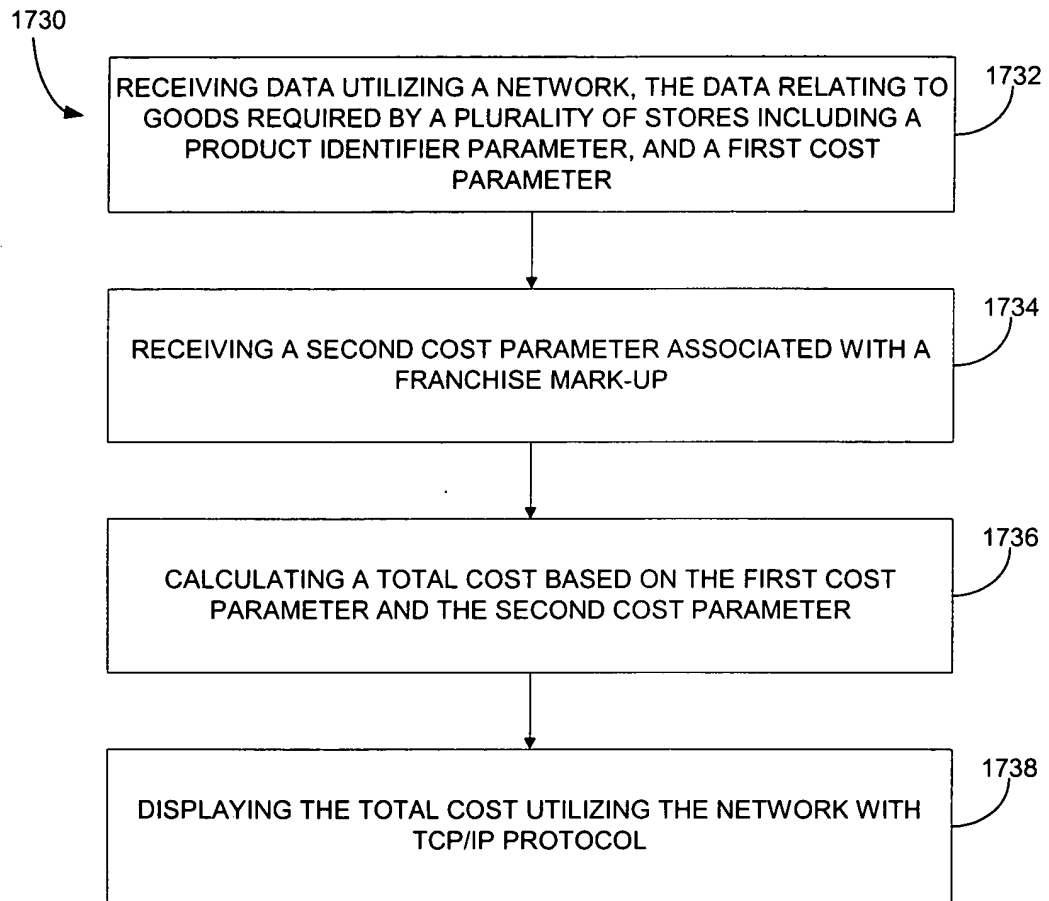 1730
RECEIVING DATA UTILIZING A NETWORK, THE DATA RELATING TO
GOODS REQUIRED BY A PLURALITY OF STORES INCLUDING A
PRODUCT IDENTIFIER PARAMETER, AND A FIRST COST
PARAMETER
1732
RECEIVING A SECOND COST PARAMETER ASSOCIATED WITH A
FRANCHISE MARK-UP
1734
CALCULATING A TOTAL COST BASED ON THE FIRST COST
PARAMETER AND THE SECOND COST PARAMETER
1736
DISPLAYING THE TOTAL COST UTILIZING THE NETWORK WITH
TCP/IP PROTOCOL
1738